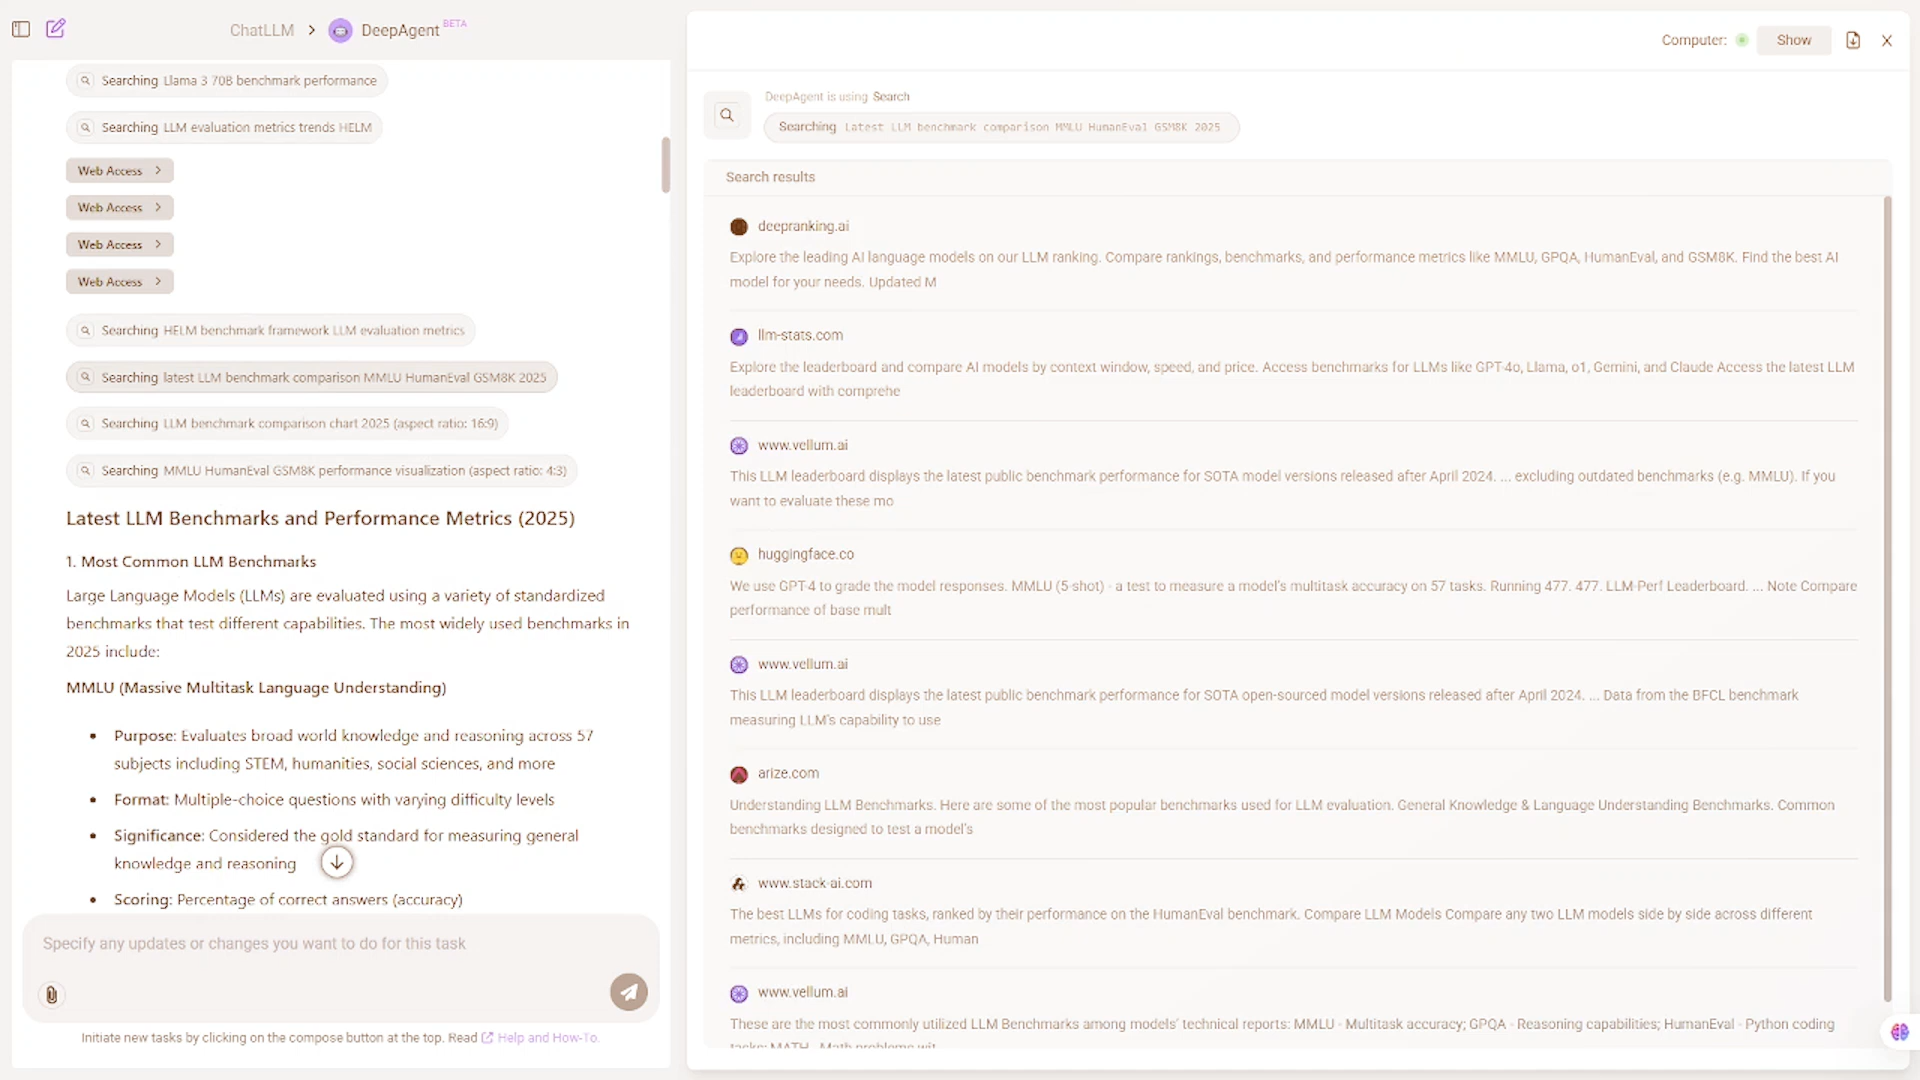 ChatLLM > DeepAgent BETA
Searching Llama 3 70B benchmark performance
Searching LLM evaluation metrics trends HELM
Web Access >
Web Access >
Web Access >
Web Access >
Searching HELM benchmark framework LLM evaluation metrics
Searching latest LLM benchmark comparison MMLU HumanEval GSM8K 2025
Searching LLM benchmark comparison chart 2025 (aspect ratio: 16:9)
Searching MMLU HumanEval GSM8K performance visualization (aspect ratio: 4:3)
Latest LLM Benchmarks and Performance Metrics (2025)
1. Most Common LLM Benchmarks
Large Language Models (LLMs) are evaluated using a variety of standardized
benchmarks that test different capabilities. The most widely used benchmarks in
2025 include:
MMLU (Massive Multitask Language Understanding)
• Purpose: Evaluates broad world knowledge and reasoning across 57
subjects including STEM, humanities, social sciences, and more
• Format: Multiple-choice questions with varying difficulty levels
• Significance: Considered the gold standard for measuring general
knowledge and reasoning
• Scoring: Percentage of correct answers (accuracy)
Specify any updates or changes you want to do for this task
Initiate new tasks by clicking on the compose button at the top. Read Help and How-To.
Computer: Show
DeepAgent is using Search
Searching Latest LLM benchmark comparison MMLU HumanEval GSM8K 2025
Search results
deepranking.ai
Explore the leading AI language models on our LLM ranking. Compare rankings, benchmarks, and performance metrics like MMLU, GPQA, HumanEval, and GSM8K. Find the best AI
model for your needs. Updated M
llm-stats.com
Explore the leaderboard and compare AI models by context window, speed, and price. Access benchmarks for LLMs like GPT-4o, Llama, o1, Gemini, and Claude Access the latest LLM
leaderboard with comprehe
www.vellum.ai
This LLM leaderboard displays the latest public benchmark performance for SOTA model versions released after April 2024. ... excluding outdated benchmarks (e.g. MMLU). If you
want to evaluate these mo
huggingface.co
We use GPT-4 to grade the model responses. MMLU (5-shot) - a test to measure a model's multitask accuracy on 57 tasks. Running 477. 477. LLM-Perf Leaderboard. ... Note Compare
performance of base mult
www.vellum.ai
This LLM leaderboard displays the latest public benchmark performance for SOTA open-sourced model versions released after April 2024. ... Data from the BFCL benchmark
measuring LLM's capability to use
arize.com
Understanding LLM Benchmarks. Here are some of the most popular benchmarks used for LLM evaluation. General Knowledge & Language Understanding Benchmarks. Common
benchmarks designed to test a model's
www.stack-ai.com
The best LLMs for coding tasks, ranked by their performance on the HumanEval benchmark. Compare LLM Models Compare any two LLM models side by side across different
metrics, including MMLU, GPQA, Human
www.vellum.ai
These are the most commonly utilized LLM Benchmarks among models' technical reports: MMLU - Multitask accuracy; GPQA - Reasoning capabilities; HumanEval - Python coding
tasks; MATH - Math problems wit